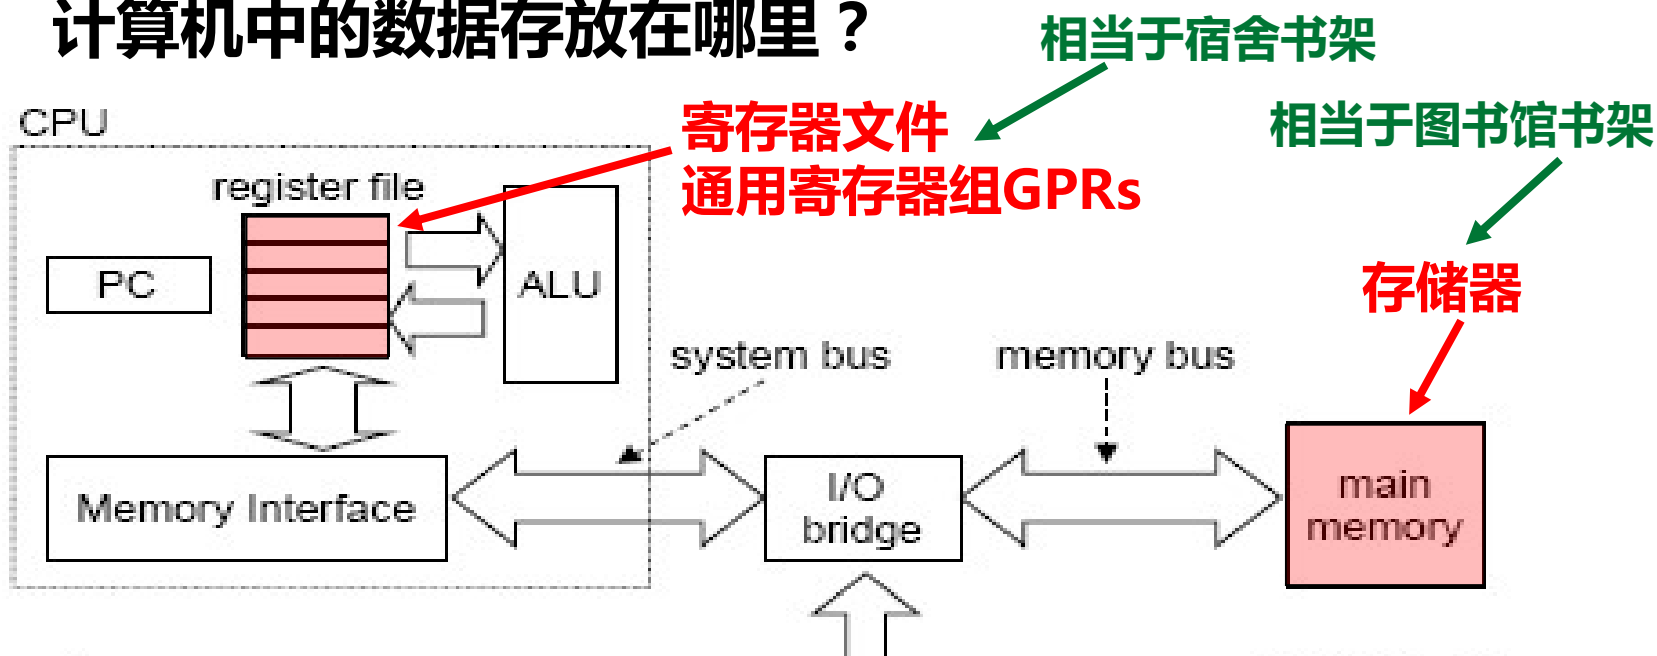 计算机中的数据存放在哪里？
相当于宿舍书架
CPU
寄存器文件
相当于图书馆书架
register file
通用寄存器组GPRs
PC
ALU
存储器
system bus
memory bus
Memory Interface
I/O
bridge
main
memory